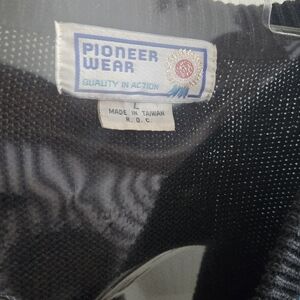 PIONEER
WEAR
QUALITY IN ACTION
L
MADE IN TAIWAN
R. O. C.